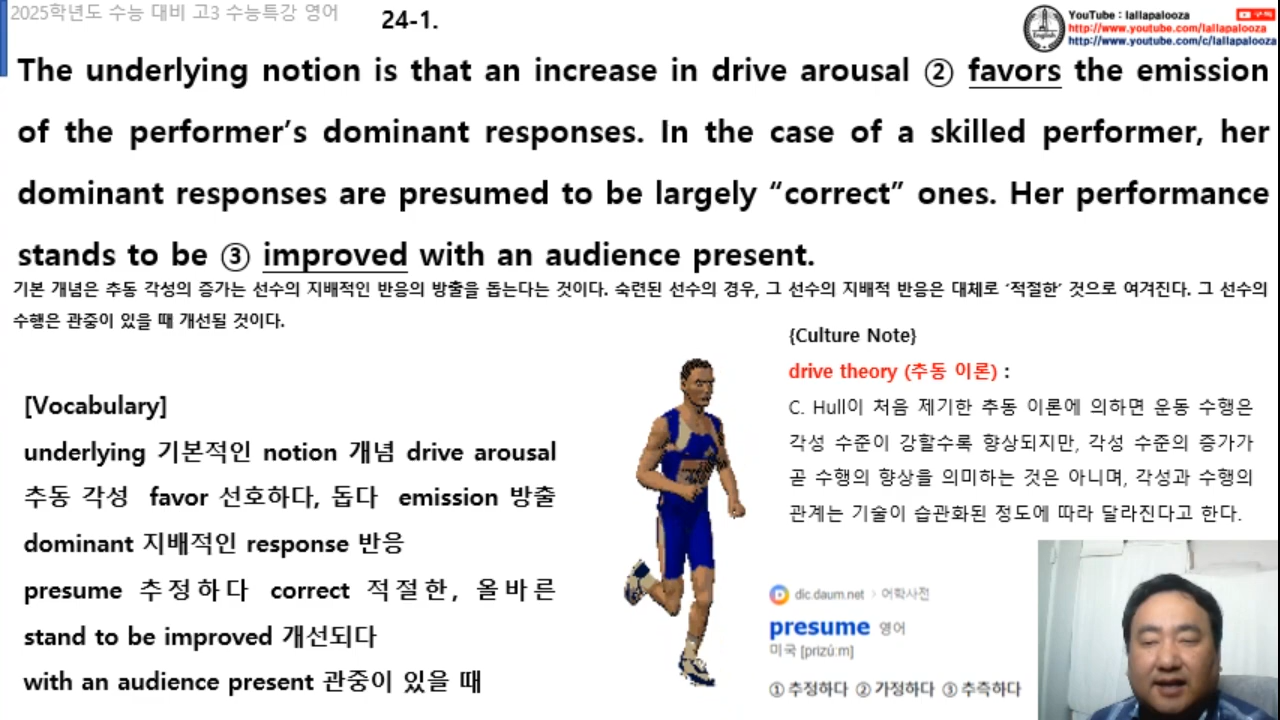 2025학년도 수능 대비 고3 수능특강 영어
24-1.
YouTube : lallapalooza
http://www.youtube.com/lallapalooza
http://www.youtube.com/c/lallapalooza
The underlying notion is that an increase in drive arousal ② favors the emission
of the performer’s dominant responses. In the case of a skilled performer, her
dominant responses are presumed to be largely “correct” ones. Her performance
stands to be ③ improved with an audience present.
기본 개념은 추동 각성의 증가는 선수의 지배적인 반응의 방출을 돕는다는 것이다. 숙련된 선수의 경우, 그 선수의 지배적 반응은 대체로 ‘적절한’ 것으로 여겨진다. 그 선수의
수행은 관중이 있을 때 개선될 것이다.
{Culture Note}
drive theory (추동 이론) :
C. Hull이 처음 제기한 추동 이론에 의하면 운동 수행은
각성 수준이 강할수록 향상되지만, 각성 수준의 증가가
곧 수행의 향상을 의미하는 것은 아니며, 각성과 수행의
관계는 기술이 습관화된 정도에 따라 달라진다고 한다.
[Vocabulary]
underlying 기본적인 notion 개념 drive arousal
추동 각성 favor 선호하다, 돕다 emission 방출
dominant 지배적인 response 반응
presume 추정하다 correct 적절한, 올바른
stand to be improved 개선되다
with an audience present 관중이 있을 때
dic.daum.net › 어학사전
presume 영어
미국 [prizú:m]
① 추정하다 ② 가정하다 ③ 추측하다